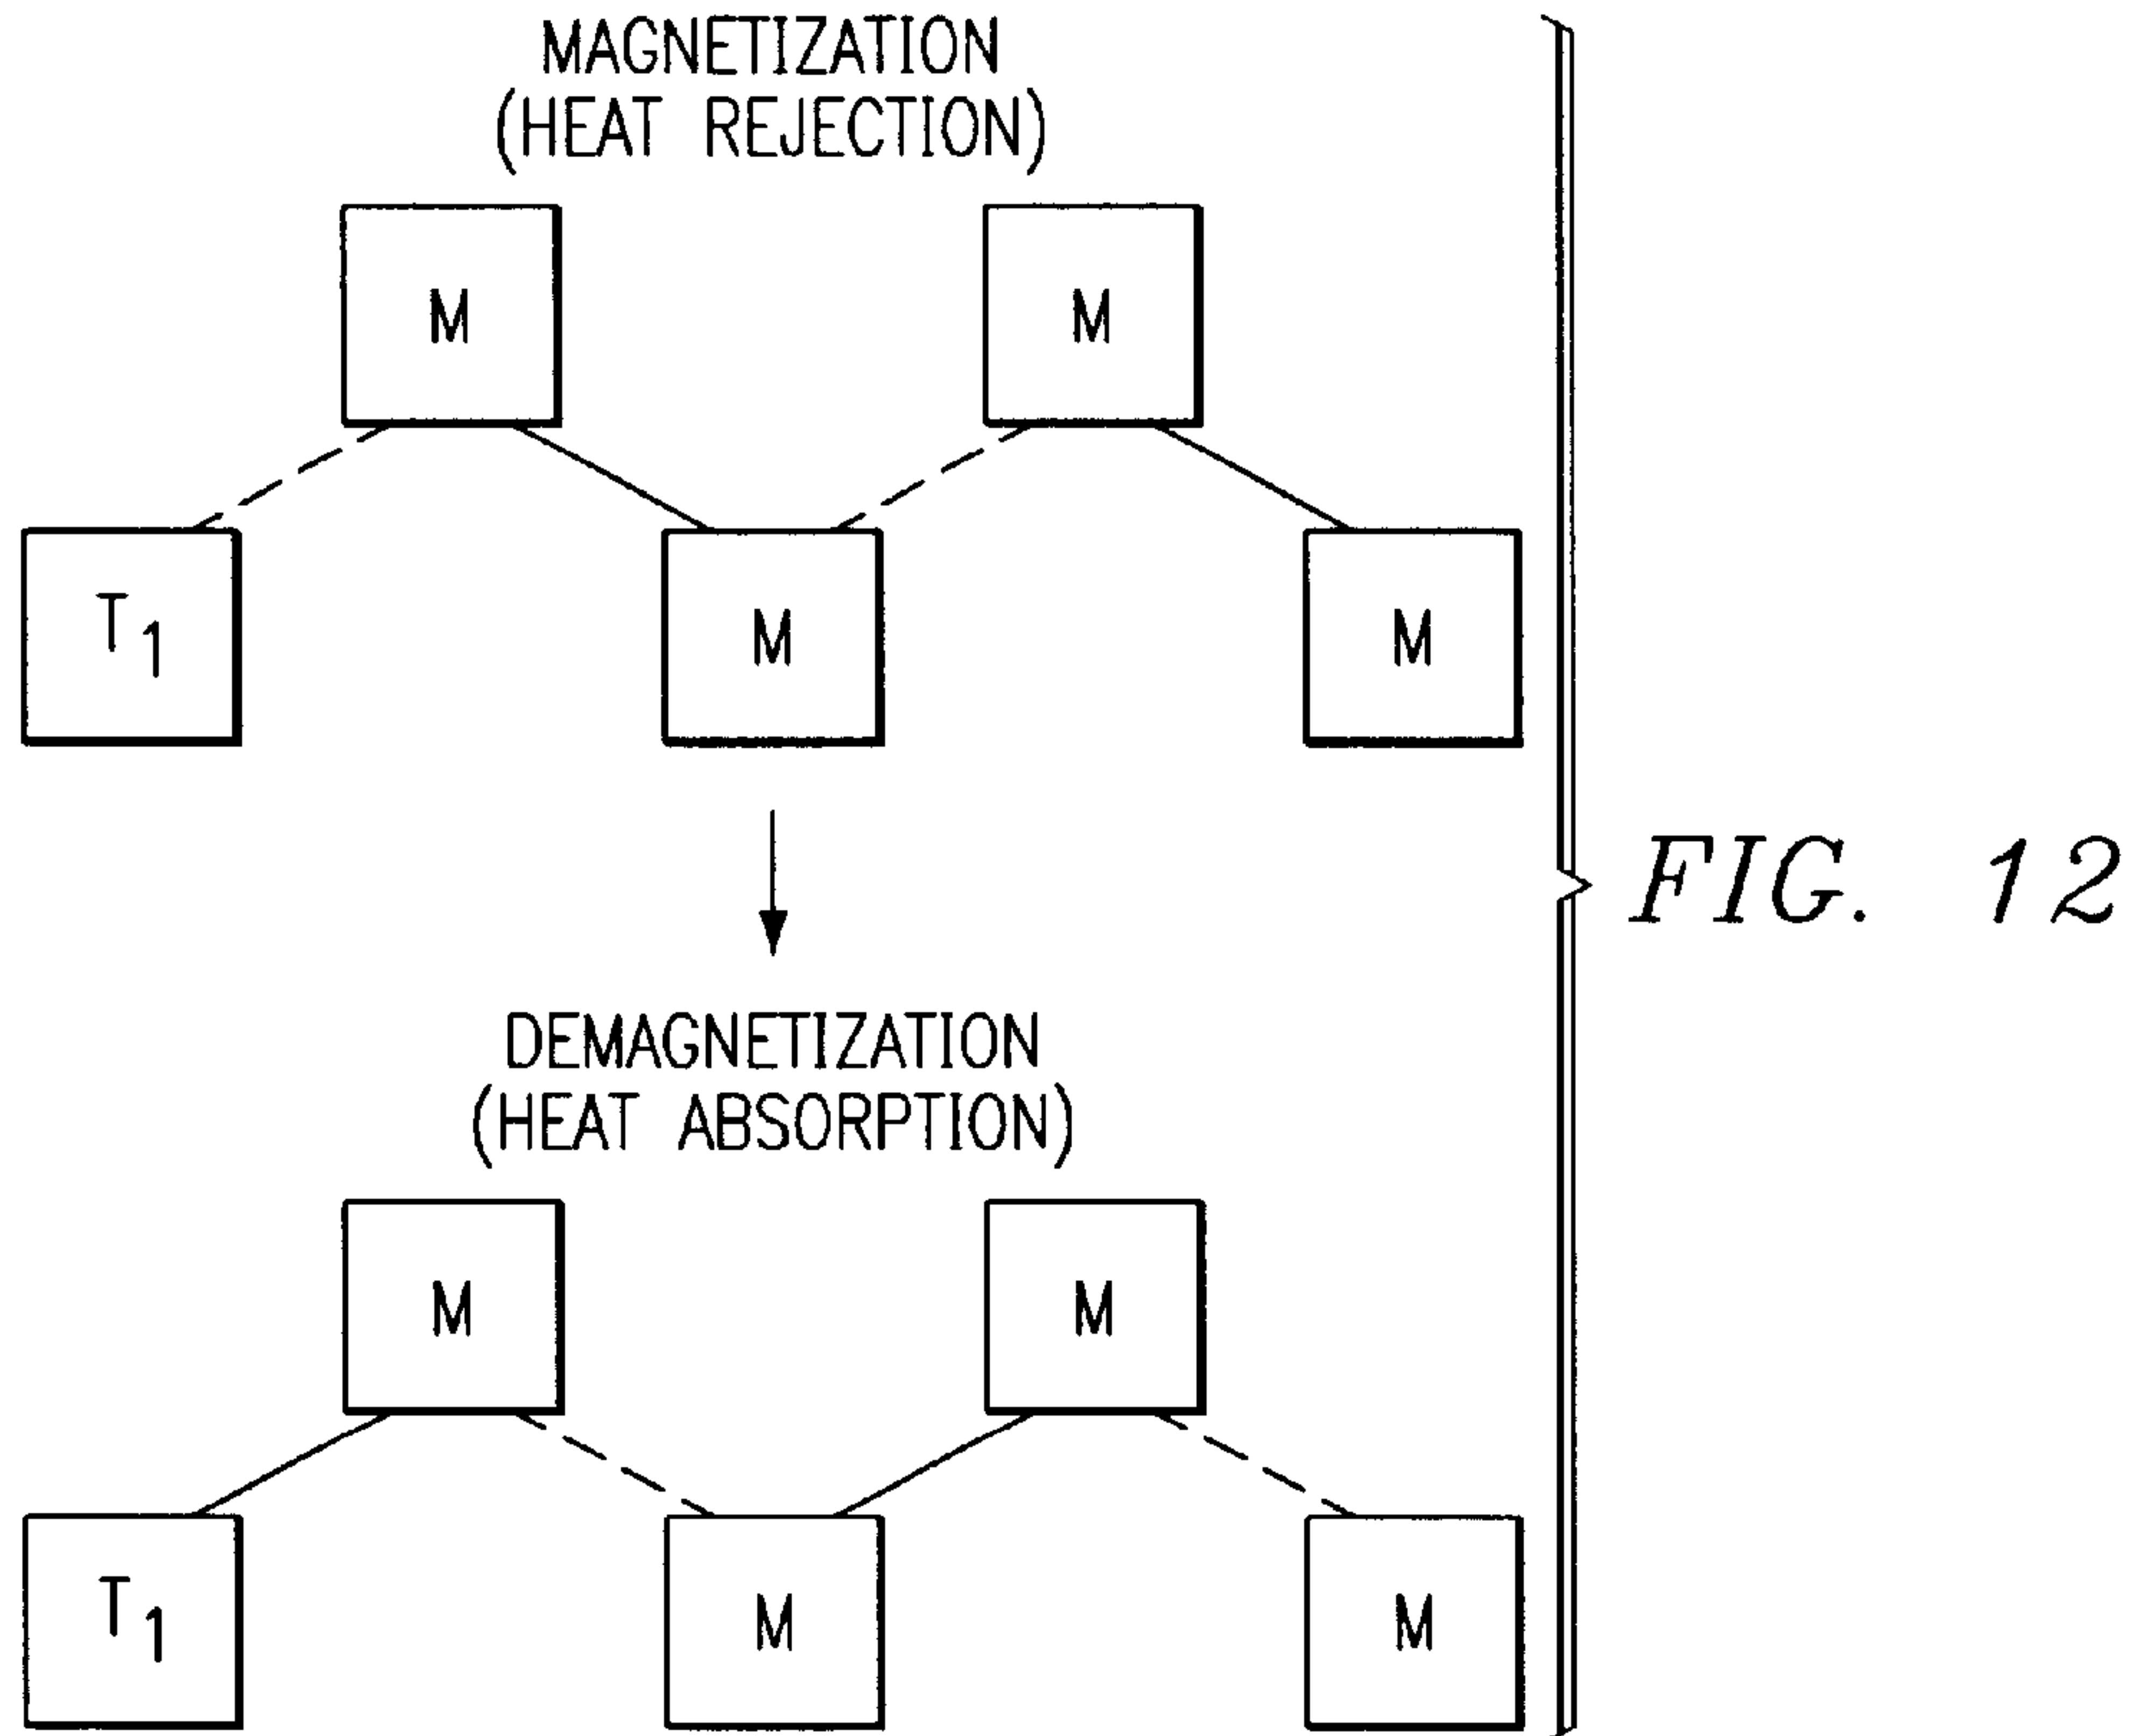 MAGNETIZATION
(HEAT REJECTION)
M M
T1 M M
DEMAGNETIZATION
(HEAT ABSORPTION)
M M
T1 M M
FIG. 12